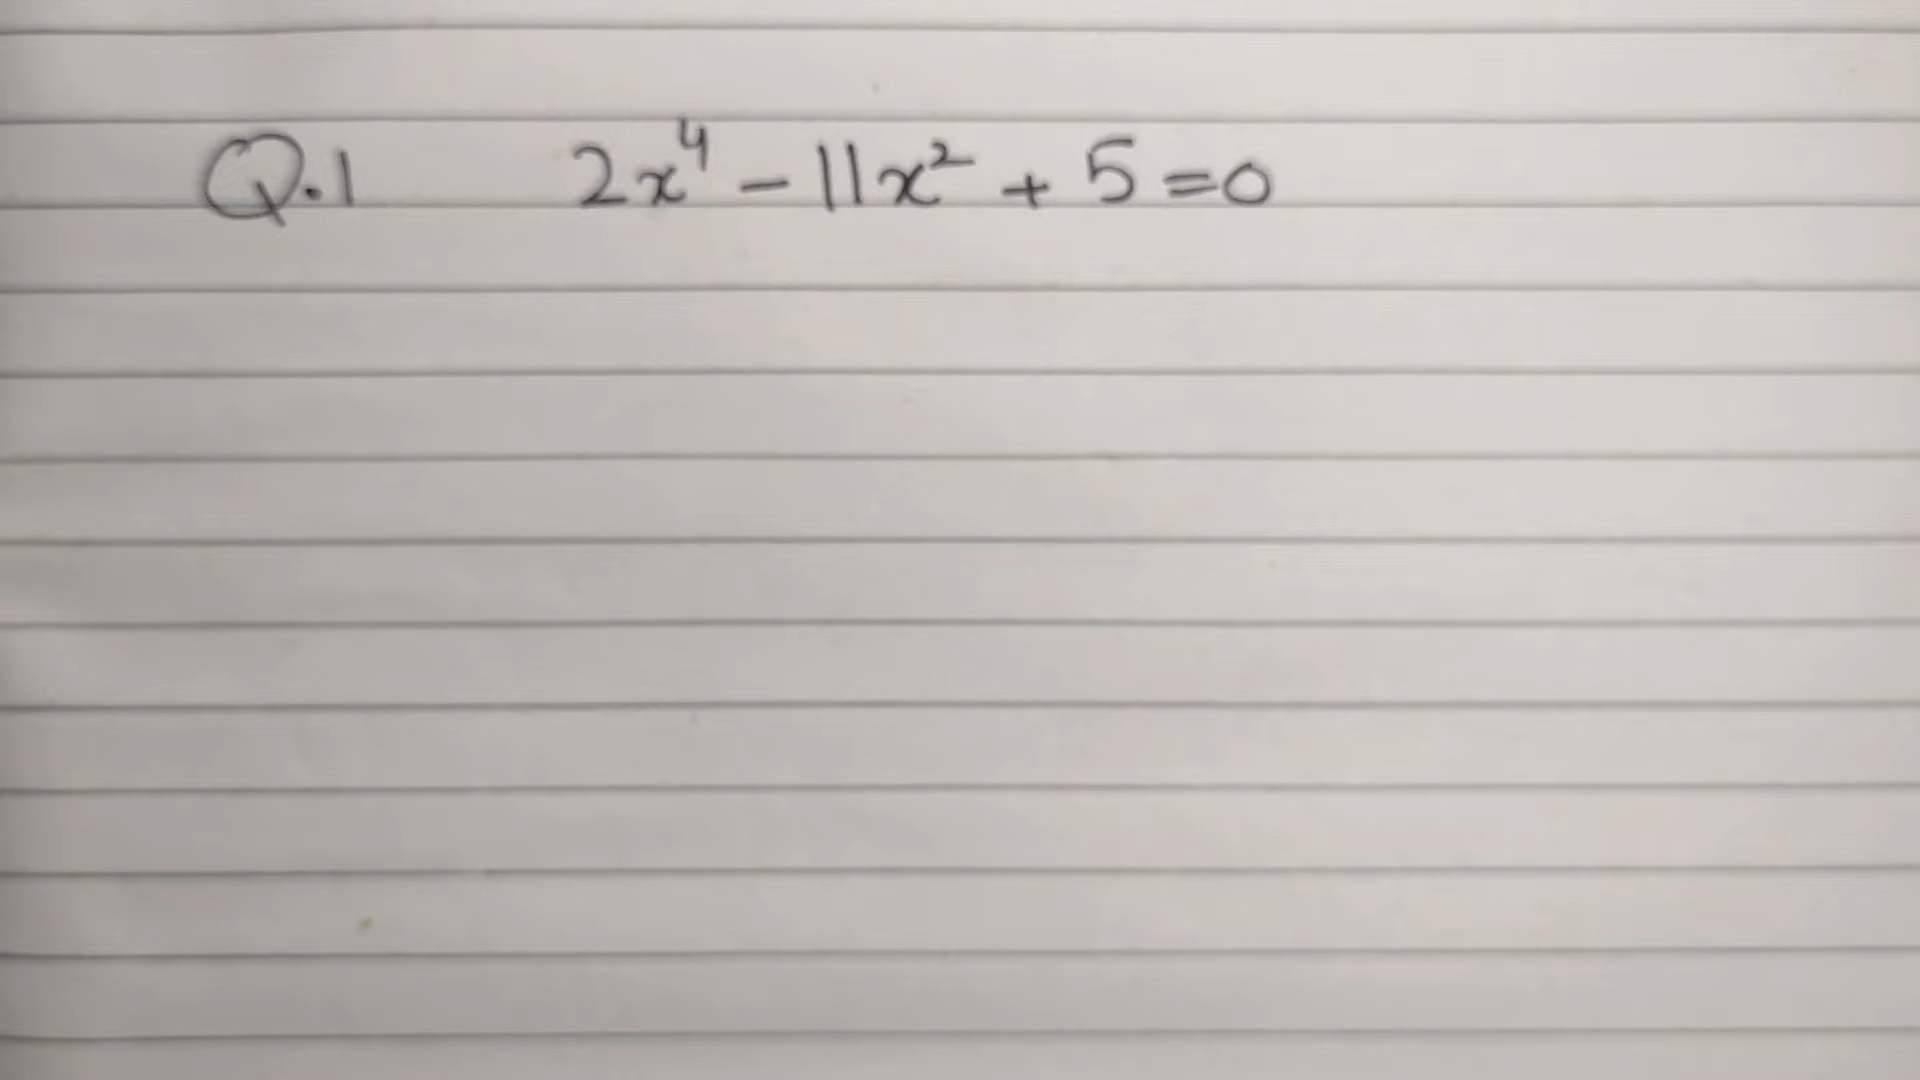 Q.1 2x⁴ - 11x² + 5 = 0